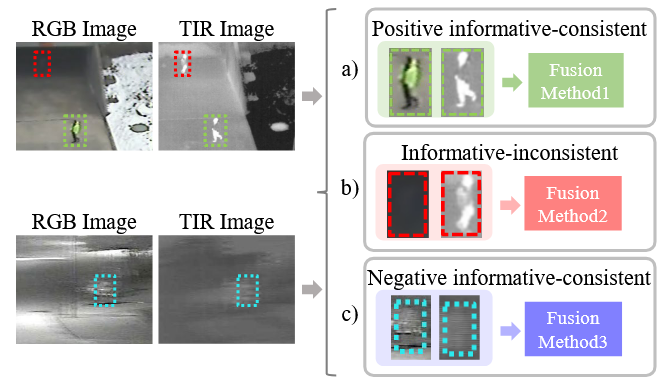 RGB Image
TIR Image
RGB Image
TIR Image
Positive informative-consistent
a)
Fusion
Method1
Informative-inconsistent
b)
Fusion
Method2
Negative informative-consistent
c)
Fusion
Method3